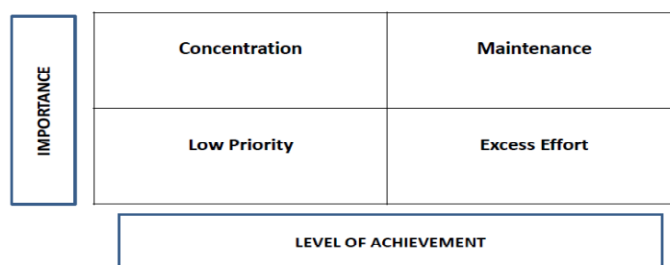 IMPORTANCE
Concentration
Maintenance
Low Priority
Excess Effort
LEVEL OF ACHIEVEMENT